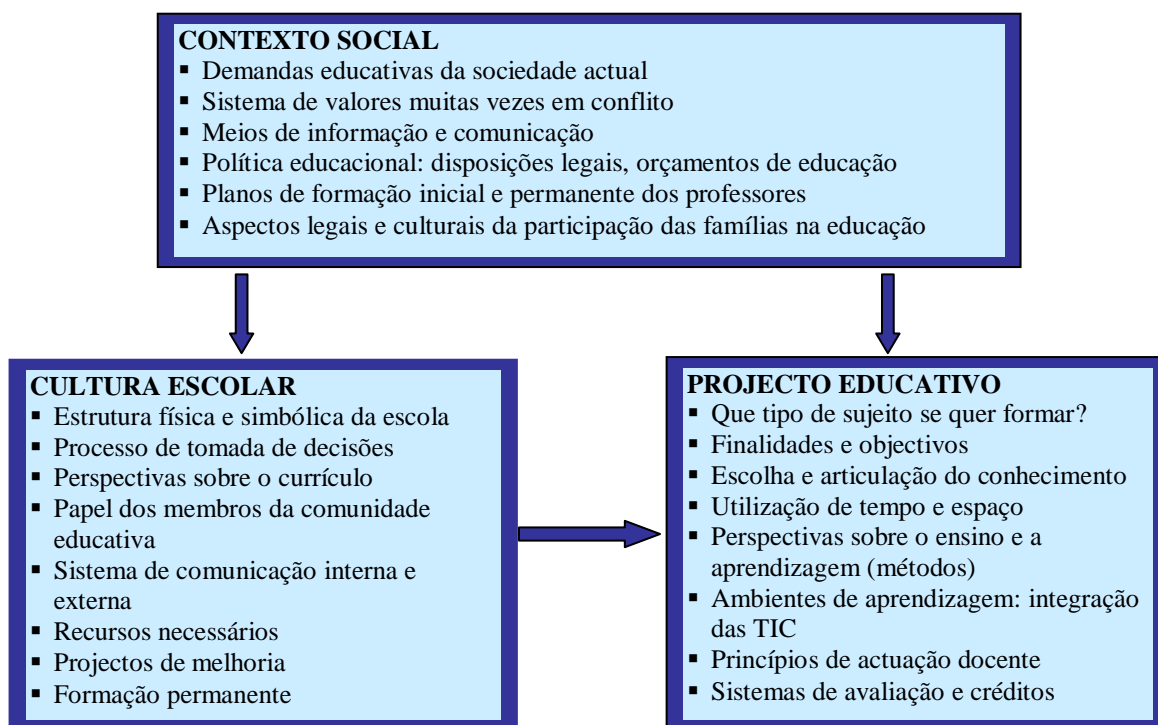 CONTEXTO SOCIAL
▪ Demandas educativas da sociedade actual
▪ Sistema de valores muitas vezes em conflito
▪ Meios de informação e comunicação
▪ Política educacional: disposições legais, orçamentos de educação
▪ Planos de formação inicial e permanente dos professores
▪ Aspectos legais e culturais da participação das famílias na educação
CULTURA ESCOLAR
▪ Estrutura física e simbólica da escola
▪ Processo de tomada de decisões
▪ Perspectivas sobre o currículo
▪ Papel dos membros da comunidade
educativa
▪ Sistema de comunicação interna e
externa
▪ Recursos necessários
▪ Projectos de melhoria
▪ Formação permanente
PROJECTO EDUCATIVO
▪ Que tipo de sujeito se quer formar?
▪ Finalidades e objectivos
▪ Escolha e articulação do conhecimento
▪ Utilização de tempo e espaço
▪ Perspectivas sobre o ensino e a
aprendizagem (métodos)
▪ Ambientes de aprendizagem: integração
das TIC
▪ Princípios de actuação docente
▪ Sistemas de avaliação e créditos